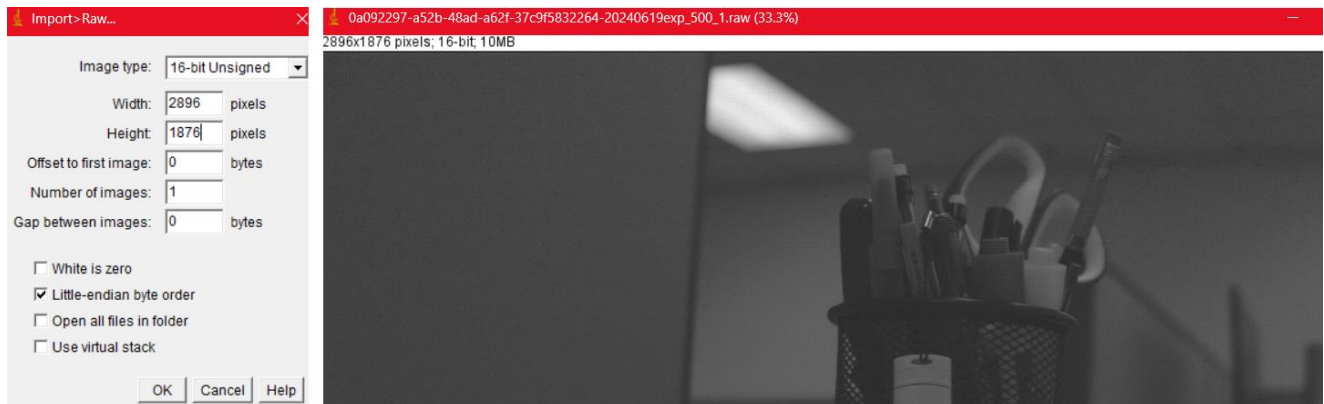 Import>Raw...
Image type: 16-bit Unsigned
Width: 2896 pixels
Height: 1876 pixels
Offset to first image: 0 bytes
Number of images: 1
Gap between images: 0 bytes
White is zero
Little-endian byte order
Open all files in folder
Use virtual stack
OK Cancel Help
0a092297-a52b-48ad-a62f-37c9f5832264-20240619exp_500_1.raw (33.3%)
2896x1876 pixels; 16-bit; 10MB